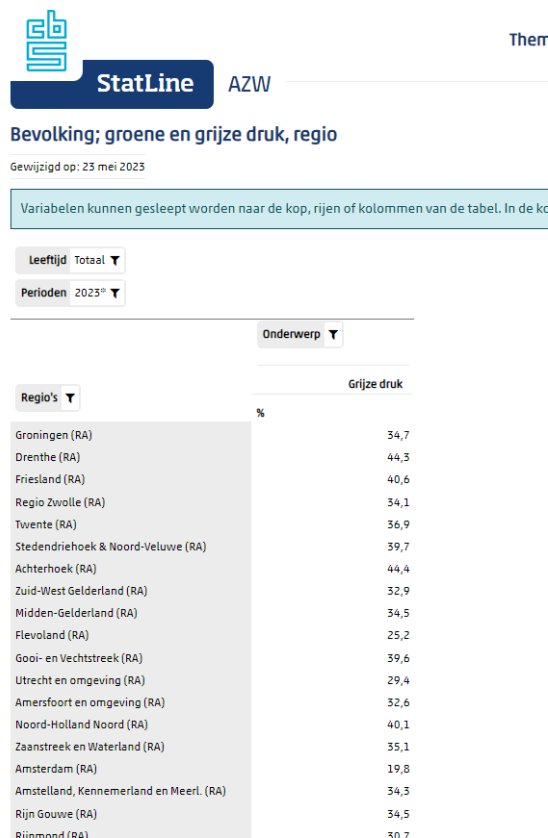 cbs
Them
StatLine AZW
Bevolking; groene en grijze druk, regio
Gewijzigd op: 23 mei 2023
Variabelen kunnen gesleept worden naar de kop, rijen of kolommen van de tabel. In de ko
Leeftijd Totaal
Perioden 2023*
Onderwerp
Grijze druk
Regio's
%
Groningen (RA) 34,7
Drenthe (RA) 44,3
Friesland (RA) 40,6
Regio Zwolle (RA) 34,1
Twente (RA) 36,9
Stedendriehoek & Noord-Veluwe (RA) 39,7
Achterhoek (RA) 44,4
Zuid-West Gelderland (RA) 32,9
Midden-Gelderland (RA) 34,5
Flevoland (RA) 25,2
Gooi- en Vechtstreek (RA) 39,6
Utrecht en omgeving (RA) 29,4
Amersfoort en omgeving (RA) 32,6
Noord-Holland Noord (RA) 40,1
Zaanstreek en Waterland (RA) 35,1
Amsterdam (RA) 19,8
Amstelland, Kennemerland en Meerl. (RA) 34,3
Rijn Gouwe (RA) 34,5
Rijnmond (RA) 30,7